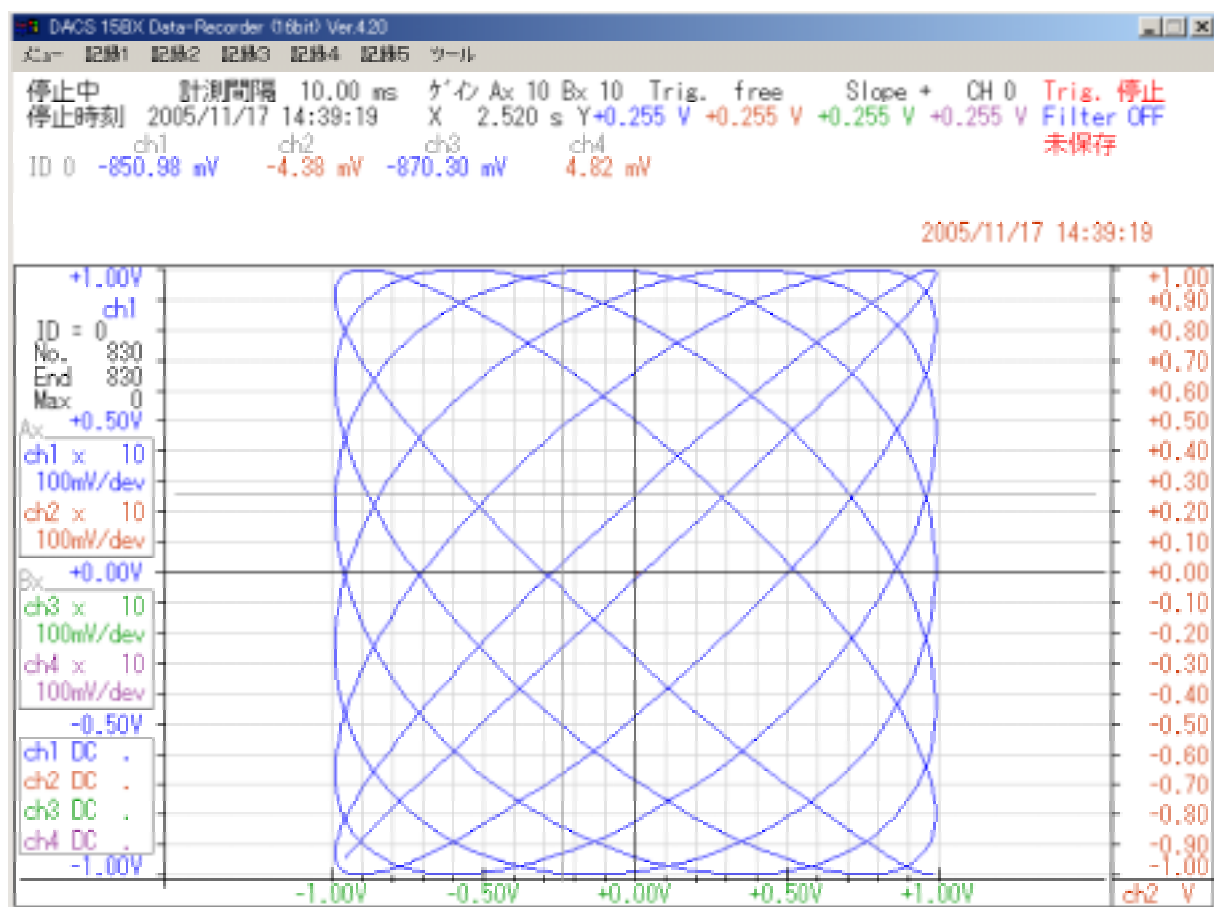 DACS 15BX Data-Recorder (16bit) Ver.4.20
メニュー 記録1 記録2 記録3 記録4 記録5 ツール
停止中 計測間隔 10.00 ms ゲイン Ax 10 Bx 10 Trig. free Slope + CH 0 Trig. 停止
停止時刻 2005/11/17 14:39:19 X 2.520 s Y+0.255 V +0.255 V +0.255 V +0.255 V Filter OFF
ch1 ch2 ch3 ch4 未保存
ID 0 -850.98 mV -4.38 mV -870.30 mV 4.82 mV
2005/11/17 14:39:19
+1.00V
ch1
ID = 0
No. 830
End 830
Max 0
+0.50V
Ax
ch1 x 10
100mV/dev
ch2 x 10
100mV/dev
+0.00V
Bx
ch3 x 10
100mV/dev
ch4 x 10
100mV/dev
-0.50V
ch1 DC .
ch2 DC .
ch3 DC .
ch4 DC .
-1.00V
-1.00V -0.50V +0.00V +0.50V +1.00V
+1.00
+0.90
+0.80
+0.70
+0.60
+0.50
+0.40
+0.30
+0.20
+0.10
+0.00
-0.10
-0.20
-0.30
-0.40
-0.50
-0.60
-0.70
-0.80
-0.90
-1.00
ch2 V